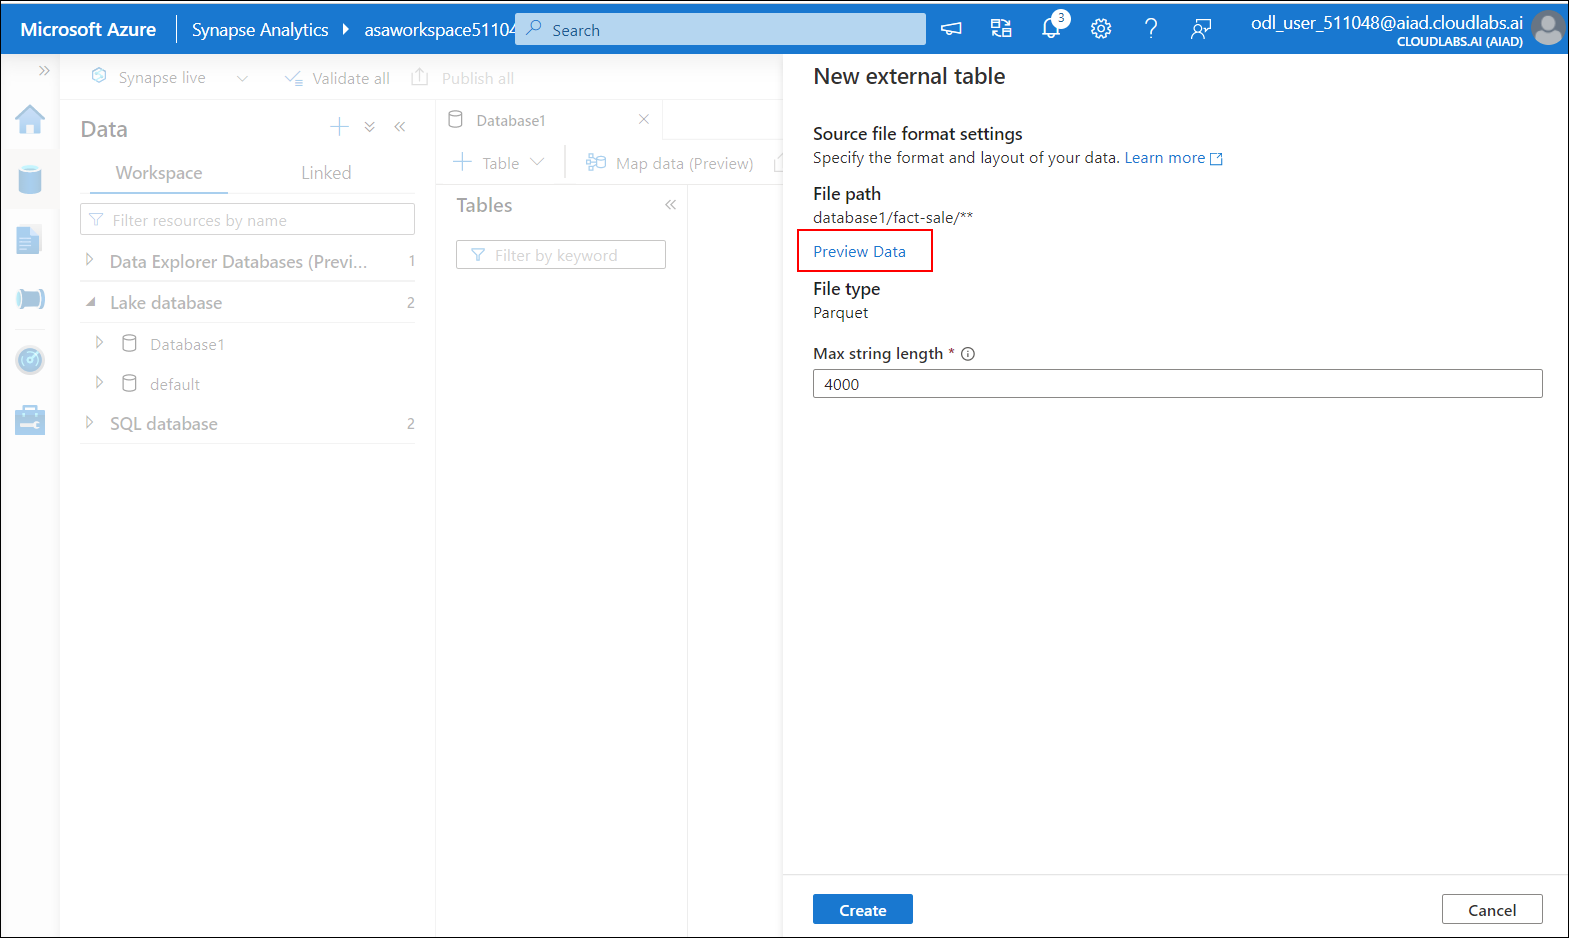 Microsoft Azure
Synapse Analytics
asaworkspace51104
Search
3
odl_user_511048@aiad.cloudlabs.ai
CLOUDLABS.AI (AIAD)
Synapse live
Validate all
Publish all
Data
Workspace
Linked
Filter resources by name
Data Explorer Databases (Previ... 1
Lake database 2
Database1
default
SQL database 2
Database1
Table
Map data (Preview)
Tables
Filter by keyword
New external table
Source file format settings
Specify the format and layout of your data. Learn more
File path
database1/fact-sale/**
Preview Data
File type
Parquet
Max string length *
4000
Create
Cancel